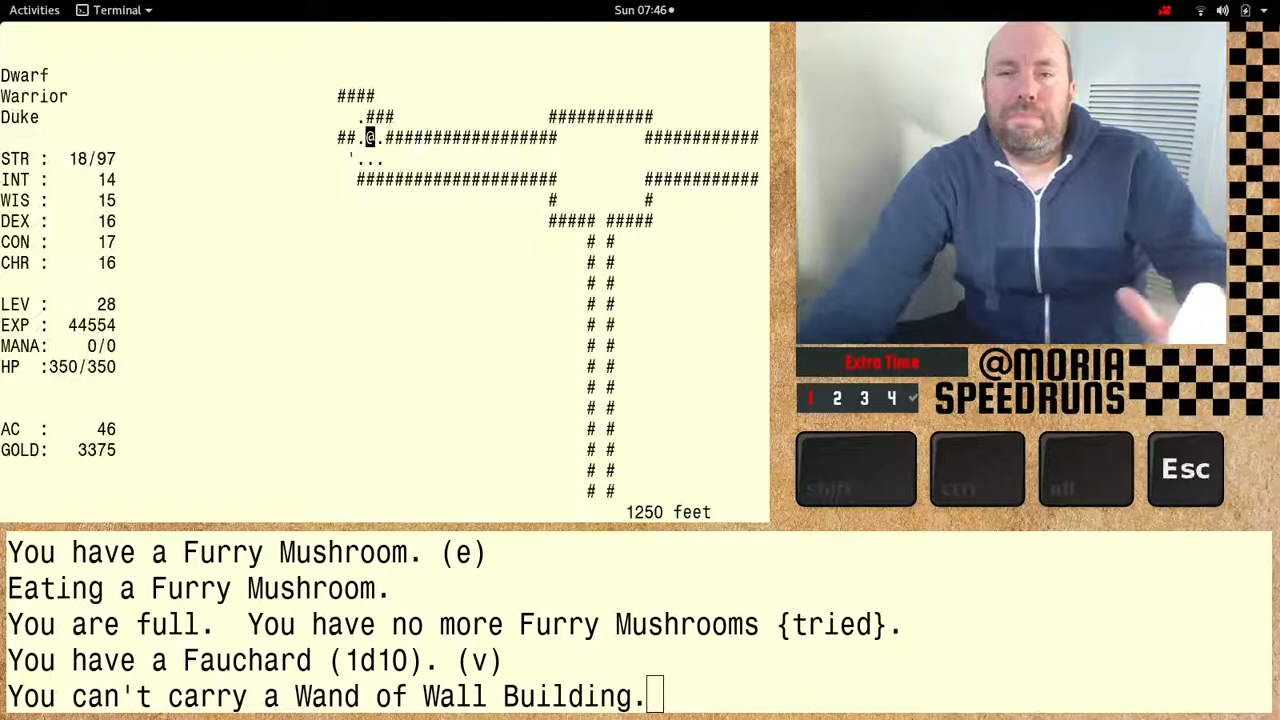 Activities Terminal Sun 07:46
Dwarf
Warrior
Duke
STR : 18/97
INT : 14
WIS : 15
DEX : 16
CON : 17
CHR : 16
LEV : 28
EXP : 44554
MANA: 0/0
HP :350/350
AC : 46
GOLD: 3375
####
.###
###########
##.@.##################
############
'...
#####################
############
# #
##### #####
# #
# #
# #
# #
# #
# #
# #
# #
# #
# #
# #
# #
# #
1250 feet
Extra Time
1 2 3 4
@MORIA
SPEEDRUNS
shift
ctrl
alt
Esc
You have a Furry Mushroom. (e)
Eating a Furry Mushroom.
You are full. You have no more Furry Mushrooms {tried}.
You have a Fauchard (1d10). (v)
You can't carry a Wand of Wall Building.